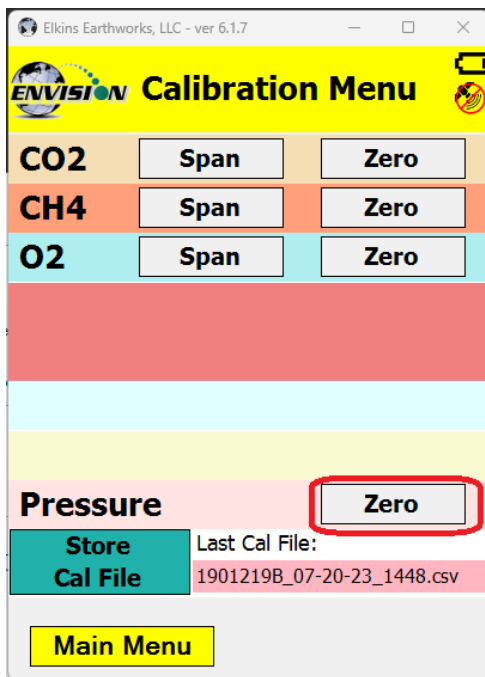 Elkins Earthworks, LLC - ver 6.1.7
ENVISION Calibration Menu
CO2 Span Zero
CH4 Span Zero
O2 Span Zero
Pressure Zero
Store Cal File
Last Cal File:
1901219B_07-20-23_1448.csv
Main Menu